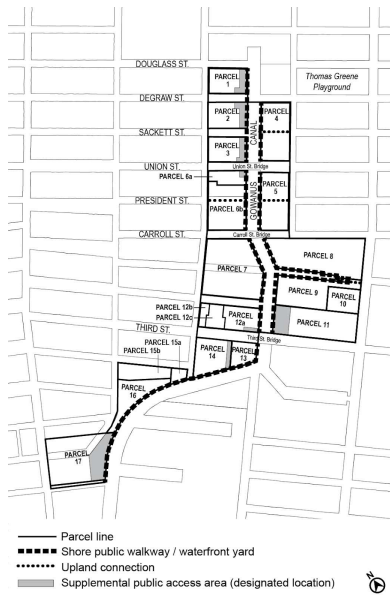 DOUGLASS ST.
PARCEL
1
Thomas Greene
Playground
DEGRAW ST.
PARCEL
2
PARCEL
4
SACKETT ST.
PARCEL
3
GOWANUS CANAL
UNION ST.
Union St. Bridge
PARCEL 6a
PARCEL
5
PRESIDENT ST.
PARCEL 6b
CARROLL ST.
Carroll St. Bridge
PARCEL 7
PARCEL 8
PARCEL 9
PARCEL
10
PARCEL 12b
PARCEL 12c
PARCEL
12a
PARCEL 11
THIRD ST.
Third St. Bridge
PARCEL 15a
PARCEL 15b
PARCEL
14
PARCEL
13
PARCEL
16
PARCEL
17
Parcel line
Shore public walkway / waterfront yard
Upland connection
Supplemental public access area (designated location)
N